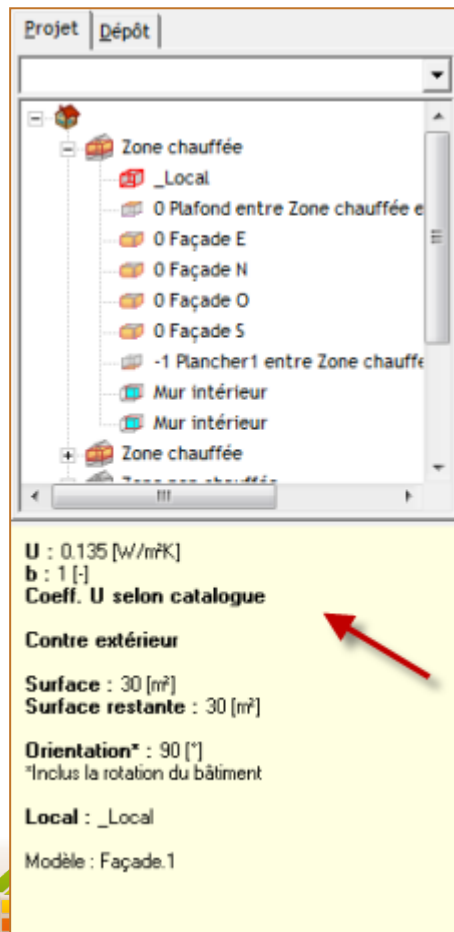 Projet Dépôt
Zone chauffée
_Local
0 Plafond entre Zone chauffée e
0 Façade E
0 Façade N
0 Façade O
0 Façade S
-1 Plancher1 entre Zone chauffe
Mur intérieur
Mur intérieur
Zone chauffée
Zone non chauffée
U : 0.135 [W/m²K]
b : 1 [-]
Coeff. U selon catalogue
Contre extérieur
Surface : 30 [m²]
Surface restante : 30 [m²]
Orientation* : 90 [°]
*Inclus la rotation du bâtiment
Local : _Local
Modèle : Façade.1